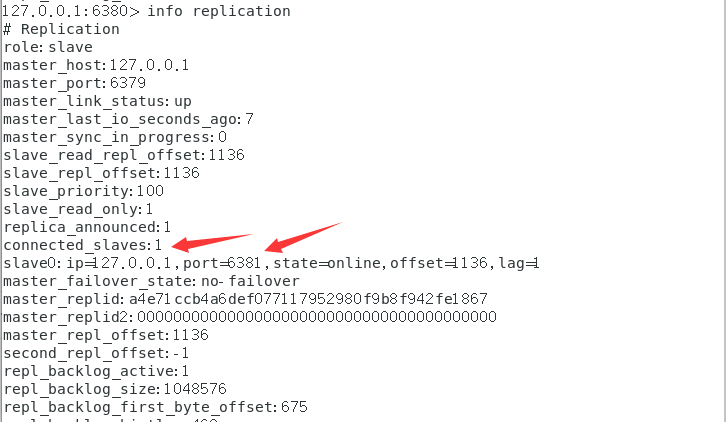 127.0.0.1:6380> info replication
# Replication
role:slave
master_host:127.0.0.1
master_port:6379
master_link_status:up
master_last_io_seconds_ago:7
master_sync_in_progress:0
slave_read_repl_offset:1136
slave_repl_offset:1136
slave_priority:100
slave_read_only:1
replica_announced:1
connected_slaves:1
slave0:ip=127.0.0.1,port=6381,state=online,offset=1136,lag=1
master_failover_state:no-failover
master_replid:a4e71ccb4a6def077117952980f9b8f942fe1867
master_replid2:0000000000000000000000000000000000000000
master_repl_offset:1136
second_repl_offset:-1
repl_backlog_active:1
repl_backlog_size:1048576
repl_backlog_first_byte_offset:675